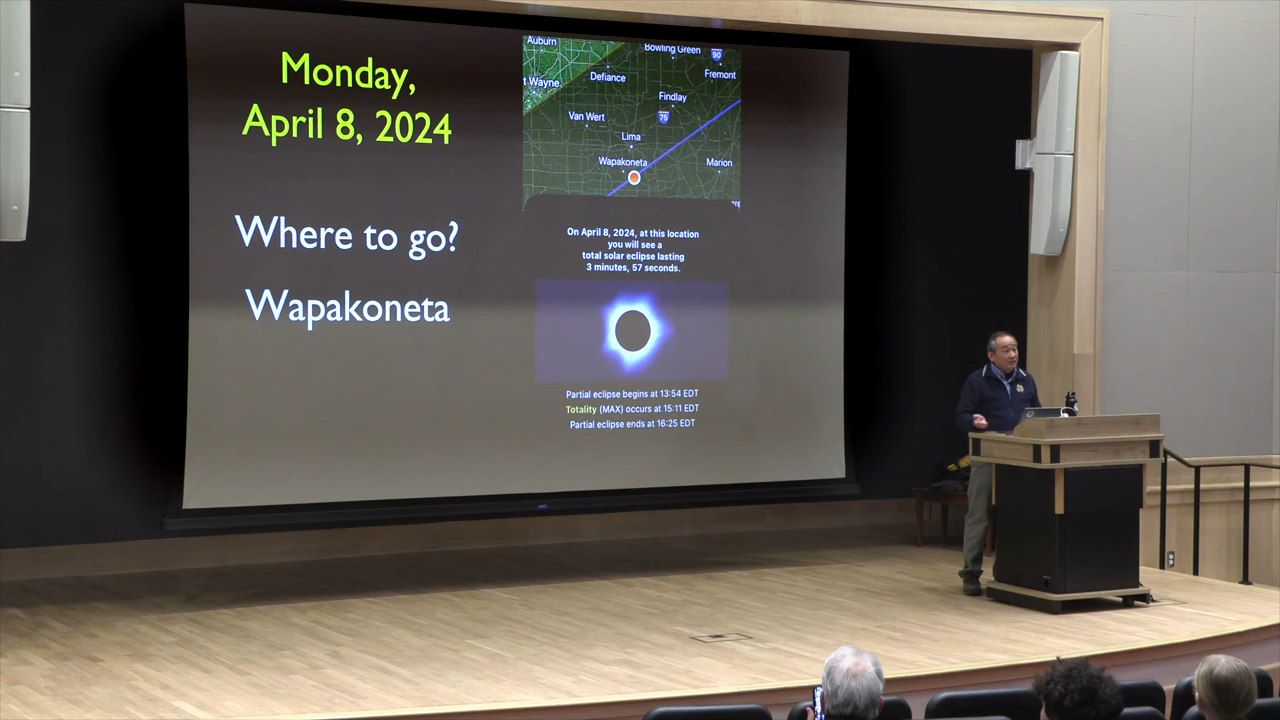 Monday,
April 8, 2024
Where to go?
Wapakoneta
Auburn
Bowling Green
90
Defiance
Fremont
t Wayne
Findlay
75
Van Wert
Lima
Wapakoneta
Marion
On April 8, 2024, at this location
you will see a
total solar eclipse lasting
3 minutes, 57 seconds.
Partial eclipse begins at 13:54 EDT
Totality (MAX) occurs at 15:11 EDT
Partial eclipse ends at 16:25 EDT